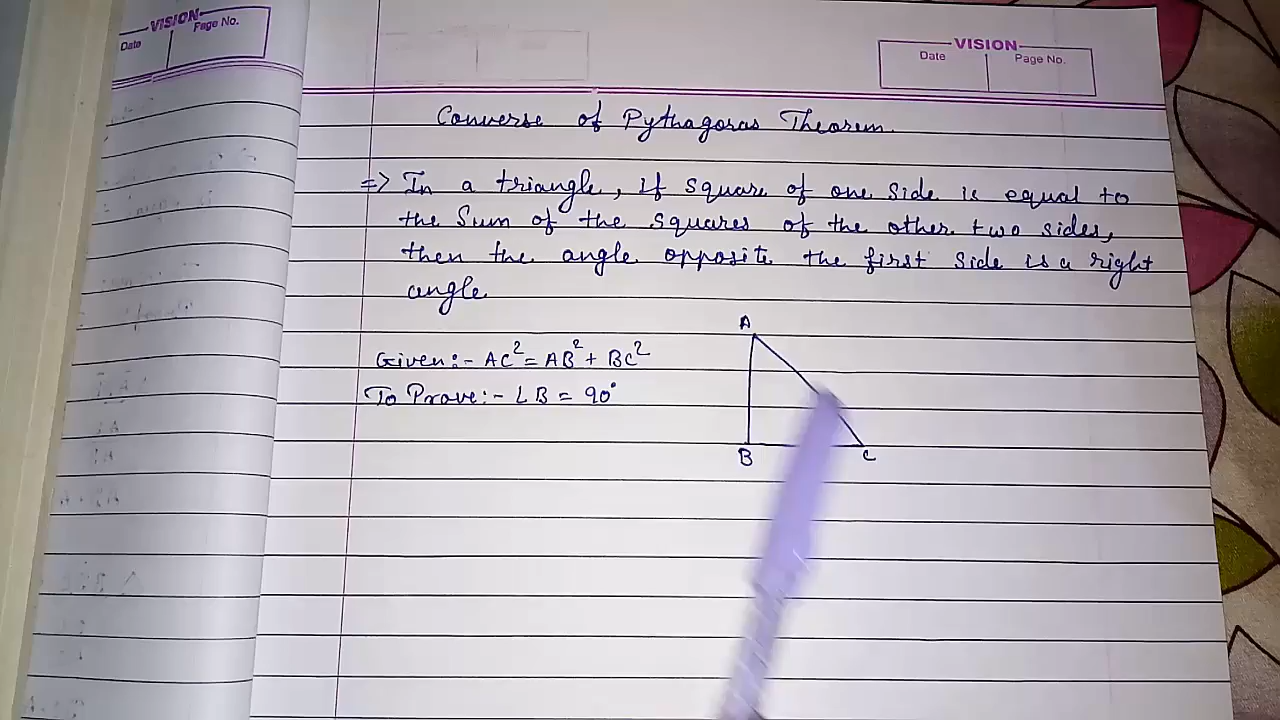 VISION
Date
Page No.
VISION
Date
Page No.
Converse of Pythagoras Theorem.
=> In a triangle, if square of one side is equal to
the sum of the squares of the other two sides,
then the angle opposite the first side is a right
angle.
Given:- AC² = AB² + BC²
To Prove:- ∠B = 90°
A
B
C